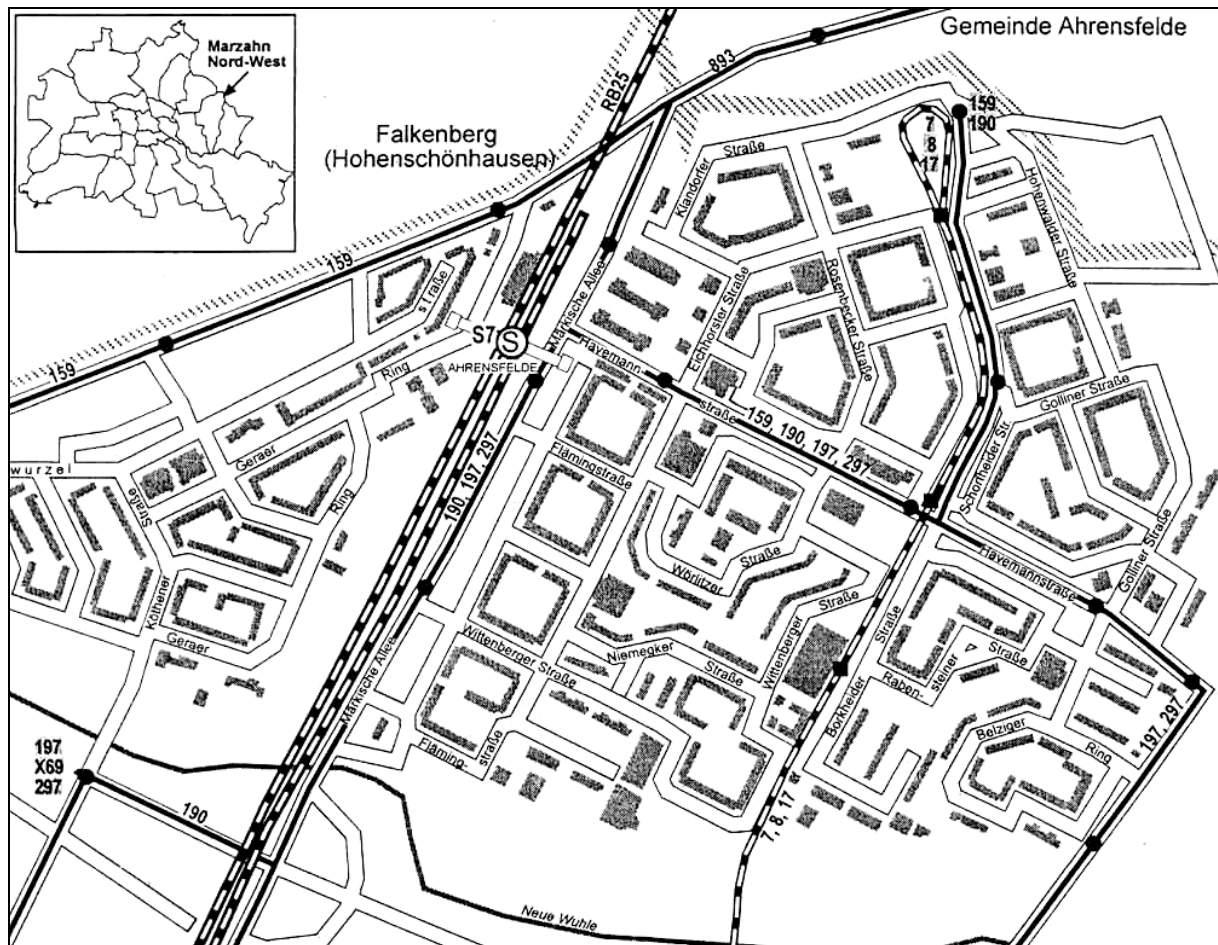 Marzahn
Nord-West
Gemeinde Ahrensfelde
893
RB25
Falkenberg
(Hohenschönhausen)
159
190
7
8
17
Klandorfer
Straße
Hohenwalder Straße
159
Märkische Allee
Eichhorster Straße
Rosenbecker Straße
straße
S7
S
AHRENSFELDE
Havemann-
straße
159
Ring
159, 190, 197, 297
Golliner Straße
190, 197, 297
Flämingstraße
Schorfheider Str.
wurzel
Geraer
Ring
Straße
Köthener
Geraer
Wörlitzer
Straße
Havemannstraße
Golliner Straße
Wittenberger Straße
Niemegker
Straße
Wittenberger
Straße
Borkheider
Straße
Raben-
steiner
Straße
Märkische Allee
Fläming-
straße
Belziger
Ring
197, 297
197
X69
297
190
7, 8, 17
Neue Wuhle